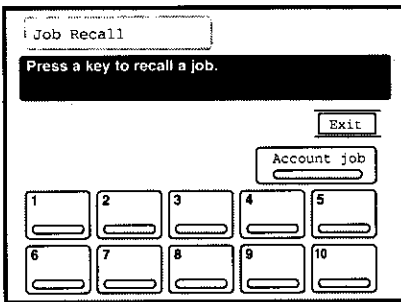 Job Recall
Press a key to recall a job.
Exit
Account job
1 2 3 4 5
6 7 8 9 10